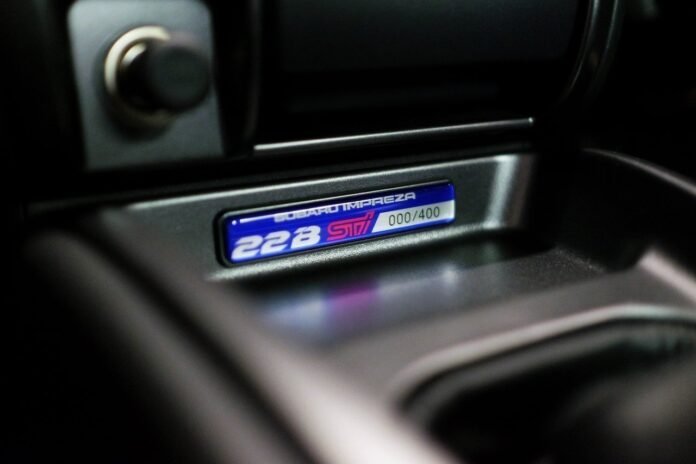 SUBARU IMPREZA
22B STi 000/400